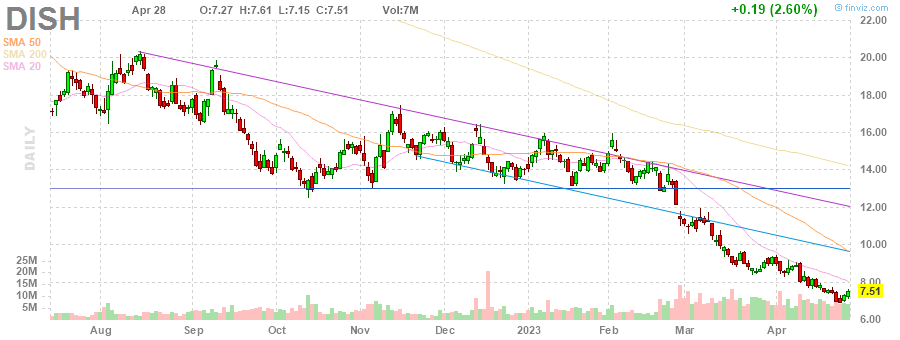 DISH Apr 28 O:7.27 H:7.61 L:7.15 C:7.51 Vol:7M +0.19 (2.60%) @ finviz.com
22.00
SMA 50
SMA 200
SMA 20
20.00
18.00
16.00
DAILY
14.00
12.00
10.00
25M
20M
8.00
15M
7.51
10M
5M
6.00
Aug Sep Oct Nov Dec 2023 Feb Mar Apr